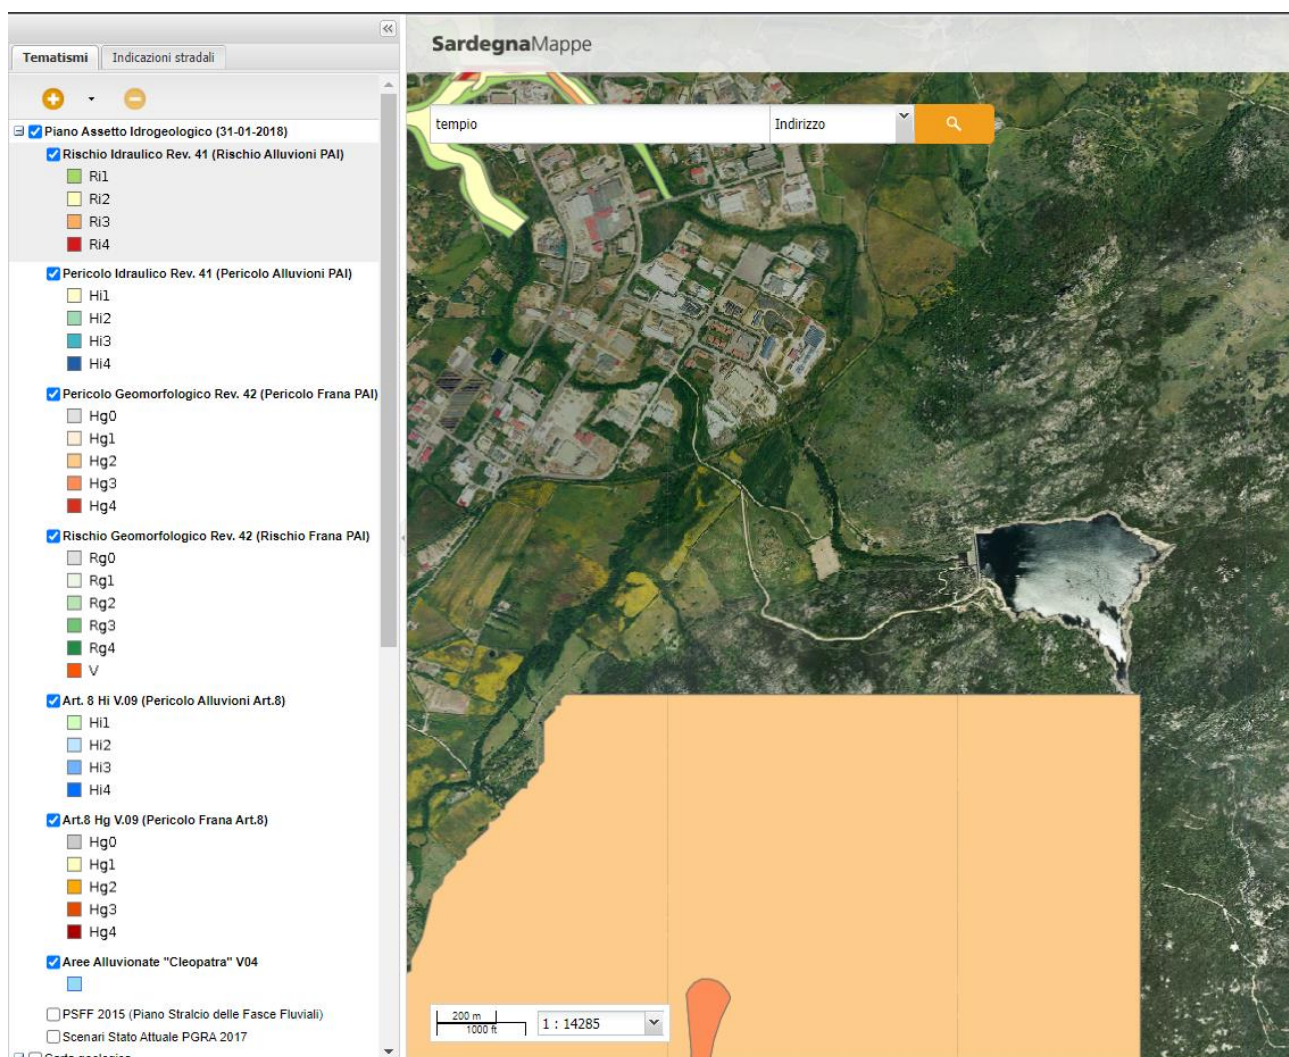 Tematismi
Indicazioni stradali
Piano Assetto Idrogeologico (31-01-2018)
Rischio Idraulico Rev. 41 (Rischio Alluvioni PAI)
Ri1
Ri2
Ri3
Ri4
Pericolo Idraulico Rev. 41 (Pericolo Alluvioni PAI)
Hi1
Hi2
Hi3
Hi4
Pericolo Geomorfologico Rev. 42 (Pericolo Frana PAI)
Hg0
Hg1
Hg2
Hg3
Hg4
Rischio Geomorfologico Rev. 42 (Rischio Frana PAI)
Rg0
Rg1
Rg2
Rg3
Rg4
V
Art. 8 Hi V.09 (Pericolo Alluvioni Art.8)
Hi1
Hi2
Hi3
Hi4
Art.8 Hg V.09 (Pericolo Frana Art.8)
Hg0
Hg1
Hg2
Hg3
Hg4
Aree Alluvionate "Cleopatra" V04
PSFF 2015 (Piano Stralcio delle Fasce Fluviali)
Scenari Stato Attuale PGRA 2017
Carta geologica
SardegnaMappe
tempio
Indirizzo
200 m
1000 ft
1 : 14285